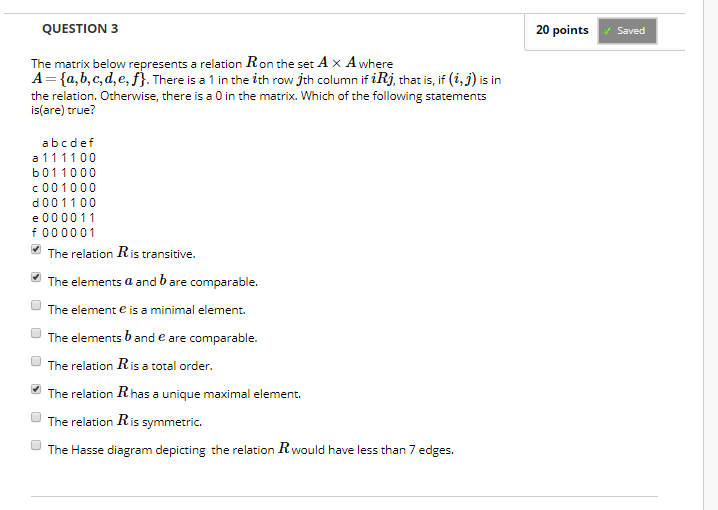 QUESTION 3
20 points
✓ Saved
The matrix below represents a relation R on the set A × A where
A={a,b,c,d,e,f}. There is a 1 in the ith row jth column if iRj, that is, if (i,j) is in
the relation. Otherwise, there is a 0 in the matrix. Which of the following statements
is(are) true?
a b c d e f
a 1 1 1 1 0 0
b 0 1 1 0 0 0
c 0 0 1 0 0 0
d 0 0 1 1 0 0
e 0 0 0 0 1 1
f 0 0 0 0 0 1
The relation R is transitive.
The elements a and b are comparable.
The element e is a minimal element.
The elements b and e are comparable.
The relation R is a total order.
The relation R has a unique maximal element.
The relation R is symmetric.
The Hasse diagram depicting the relation R would have less than 7 edges.